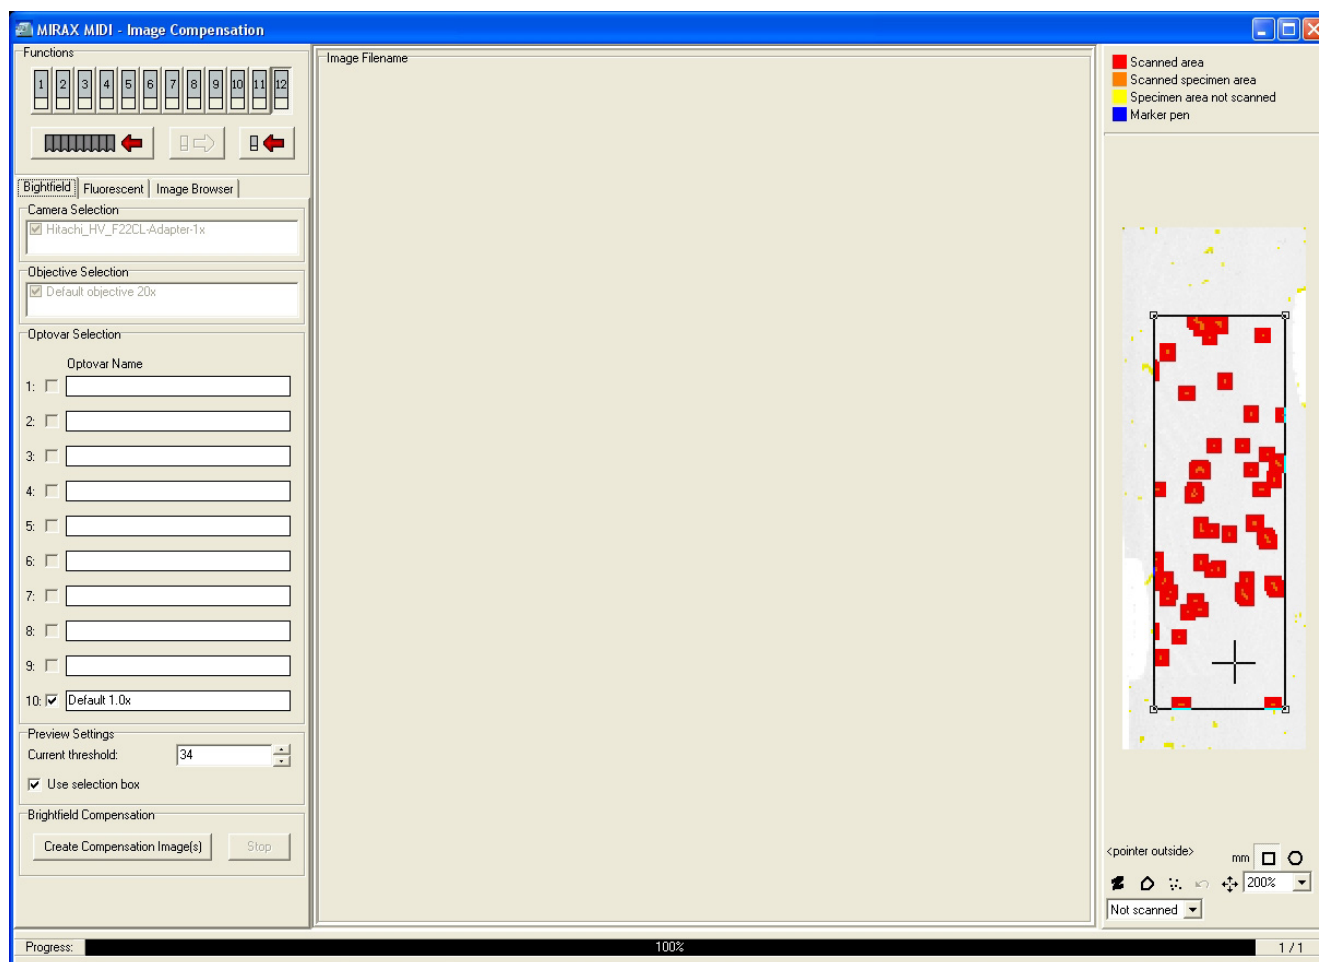 MIRAX MIDI - Image Compensation
Functions
1 2 3 4 5 6 7 8 9 10 11 12
Bightfield Fluorescent Image Browser
Camera Selection
Hitachi_HV_F22CL-Adapter-1x
Objective Selection
Default objective 20x
Optovar Selection
Optovar Name
1:
2:
3:
4:
5:
6:
7:
8:
9:
10: Default 1.0x
Preview Settings
Current threshold: 34
Use selection box
Brightfield Compensation
Create Compensation Image(s) Stop
Image Filename
Scanned area
Scanned specimen area
Specimen area not scanned
Marker pen
<pointer outside> mm
200%
Not scanned
Progress: 100% 1 / 1